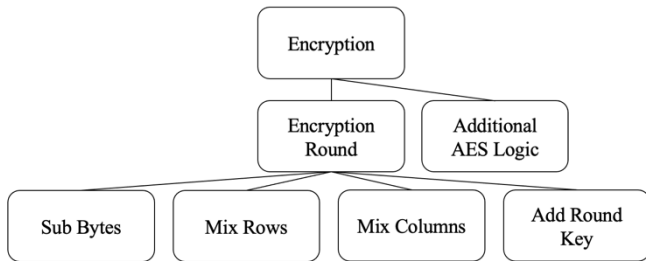 Encryption
Encryption
Round
Additional
AES Logic
Sub Bytes
Mix Rows
Mix Columns
Add Round
Key